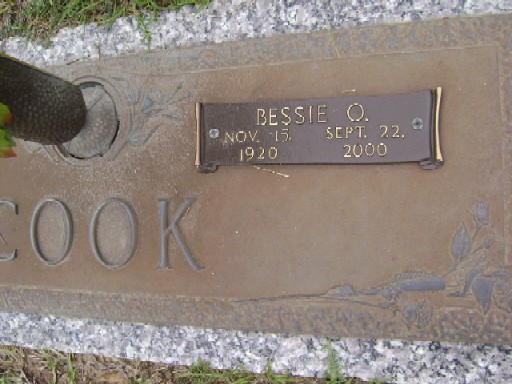 BESSIE O.
NOV. 15, SEPT. 22,
1920 2000
COOK